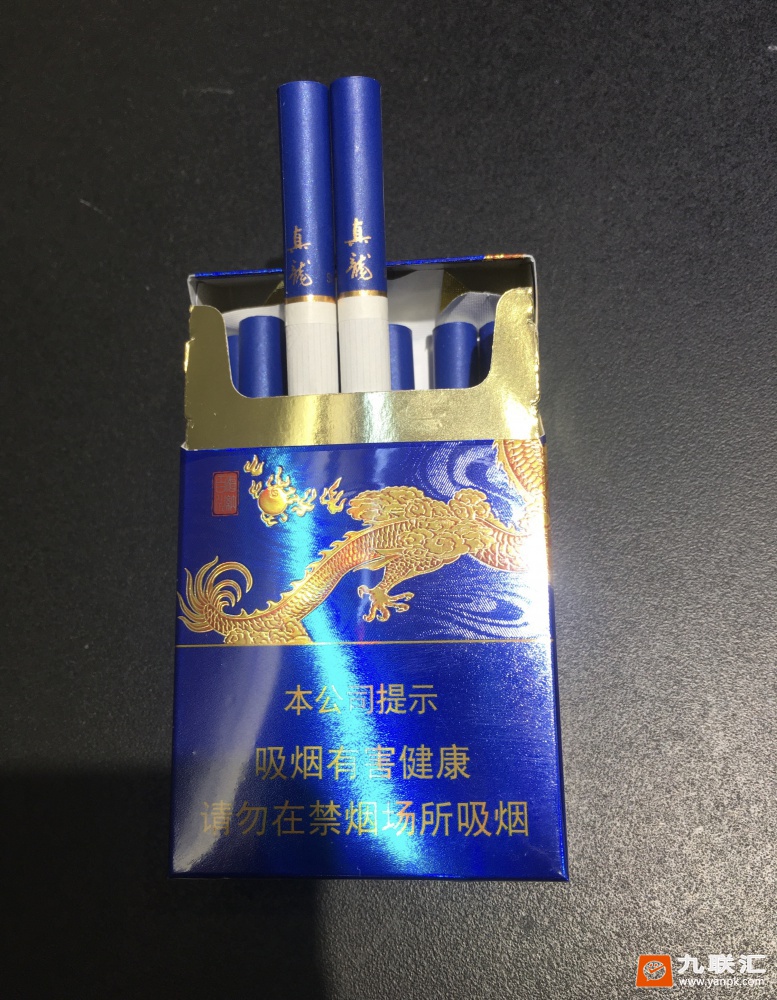 真龍
真龍
本公司提示
吸烟有害健康
请勿在禁烟场所吸烟
九联汇
www.yanpk.com